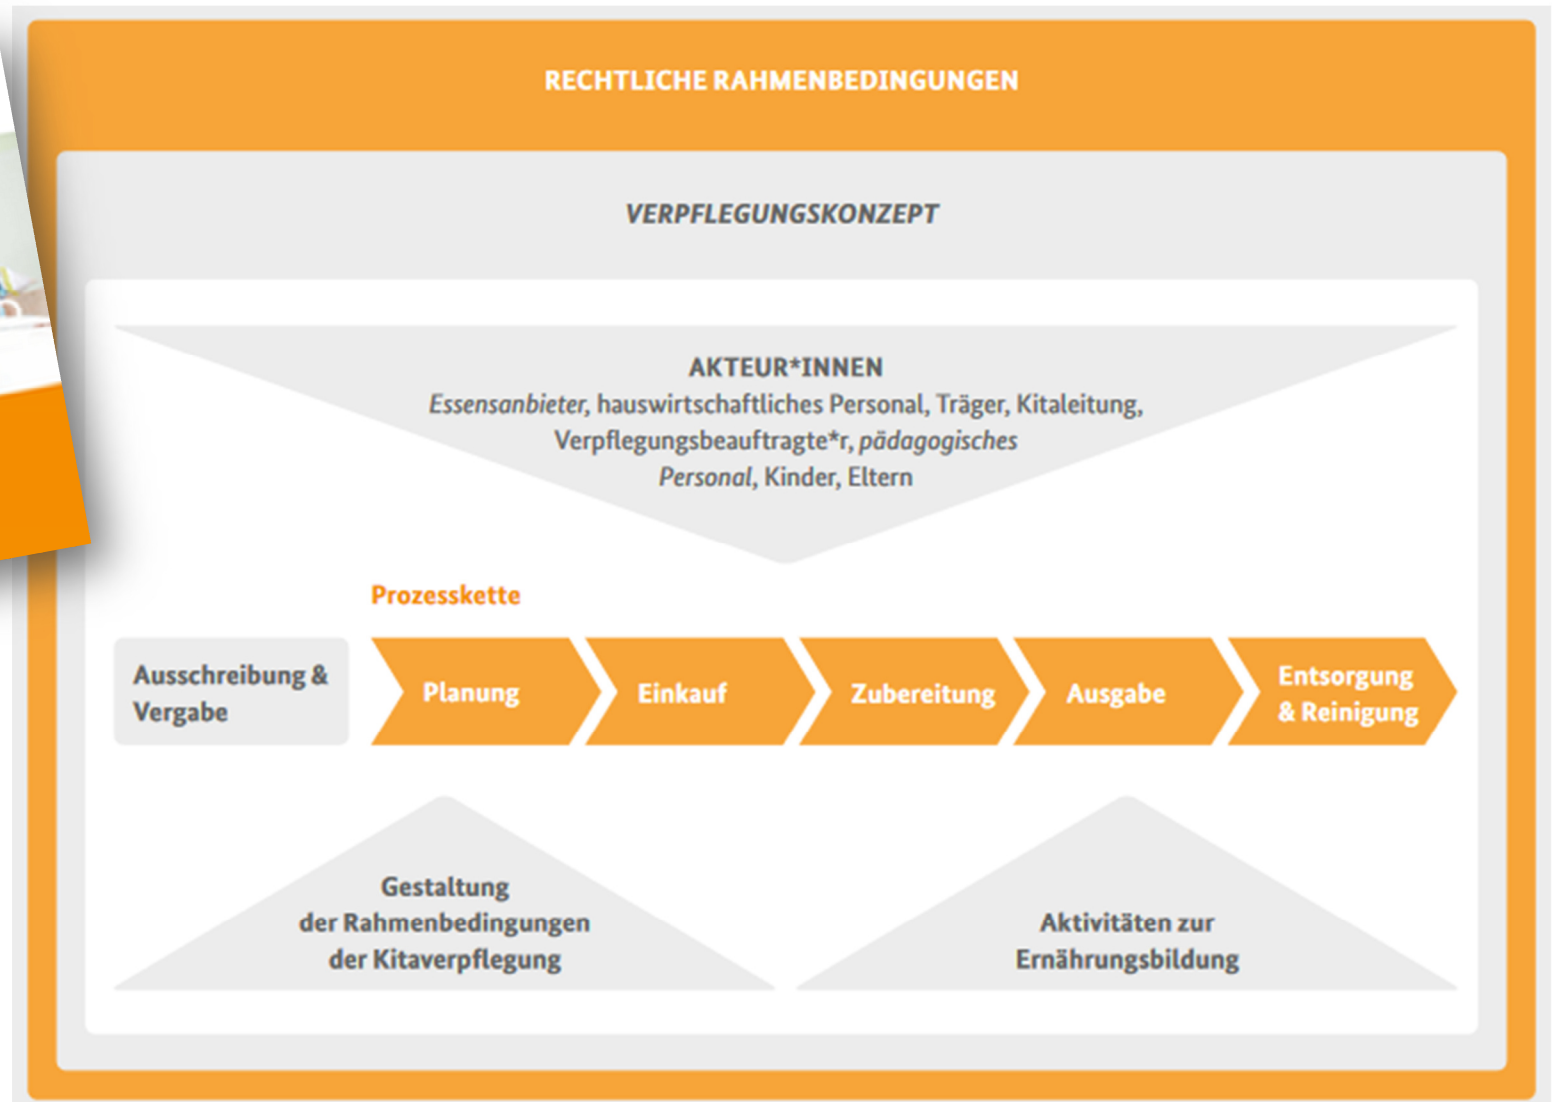 RECHTLICHE RAHMENBEDINGUNGEN
VERPFLEGUNGSKONZEPT
AKTEUR*INNEN
Essensanbieter, hauswirtschaftliches Personal, Träger, Kitaleitung,
Verpflegungsbeauftragte*r, pädagogisches
Personal, Kinder, Eltern
Prozesskette
Ausschreibung &
Vergabe
Planung
Einkauf
Zubereitung
Ausgabe
Entsorgung
& Reinigung
Gestaltung
der Rahmenbedingungen
der Kitaverpflegung
Aktivitäten zur
Ernährungsbildung